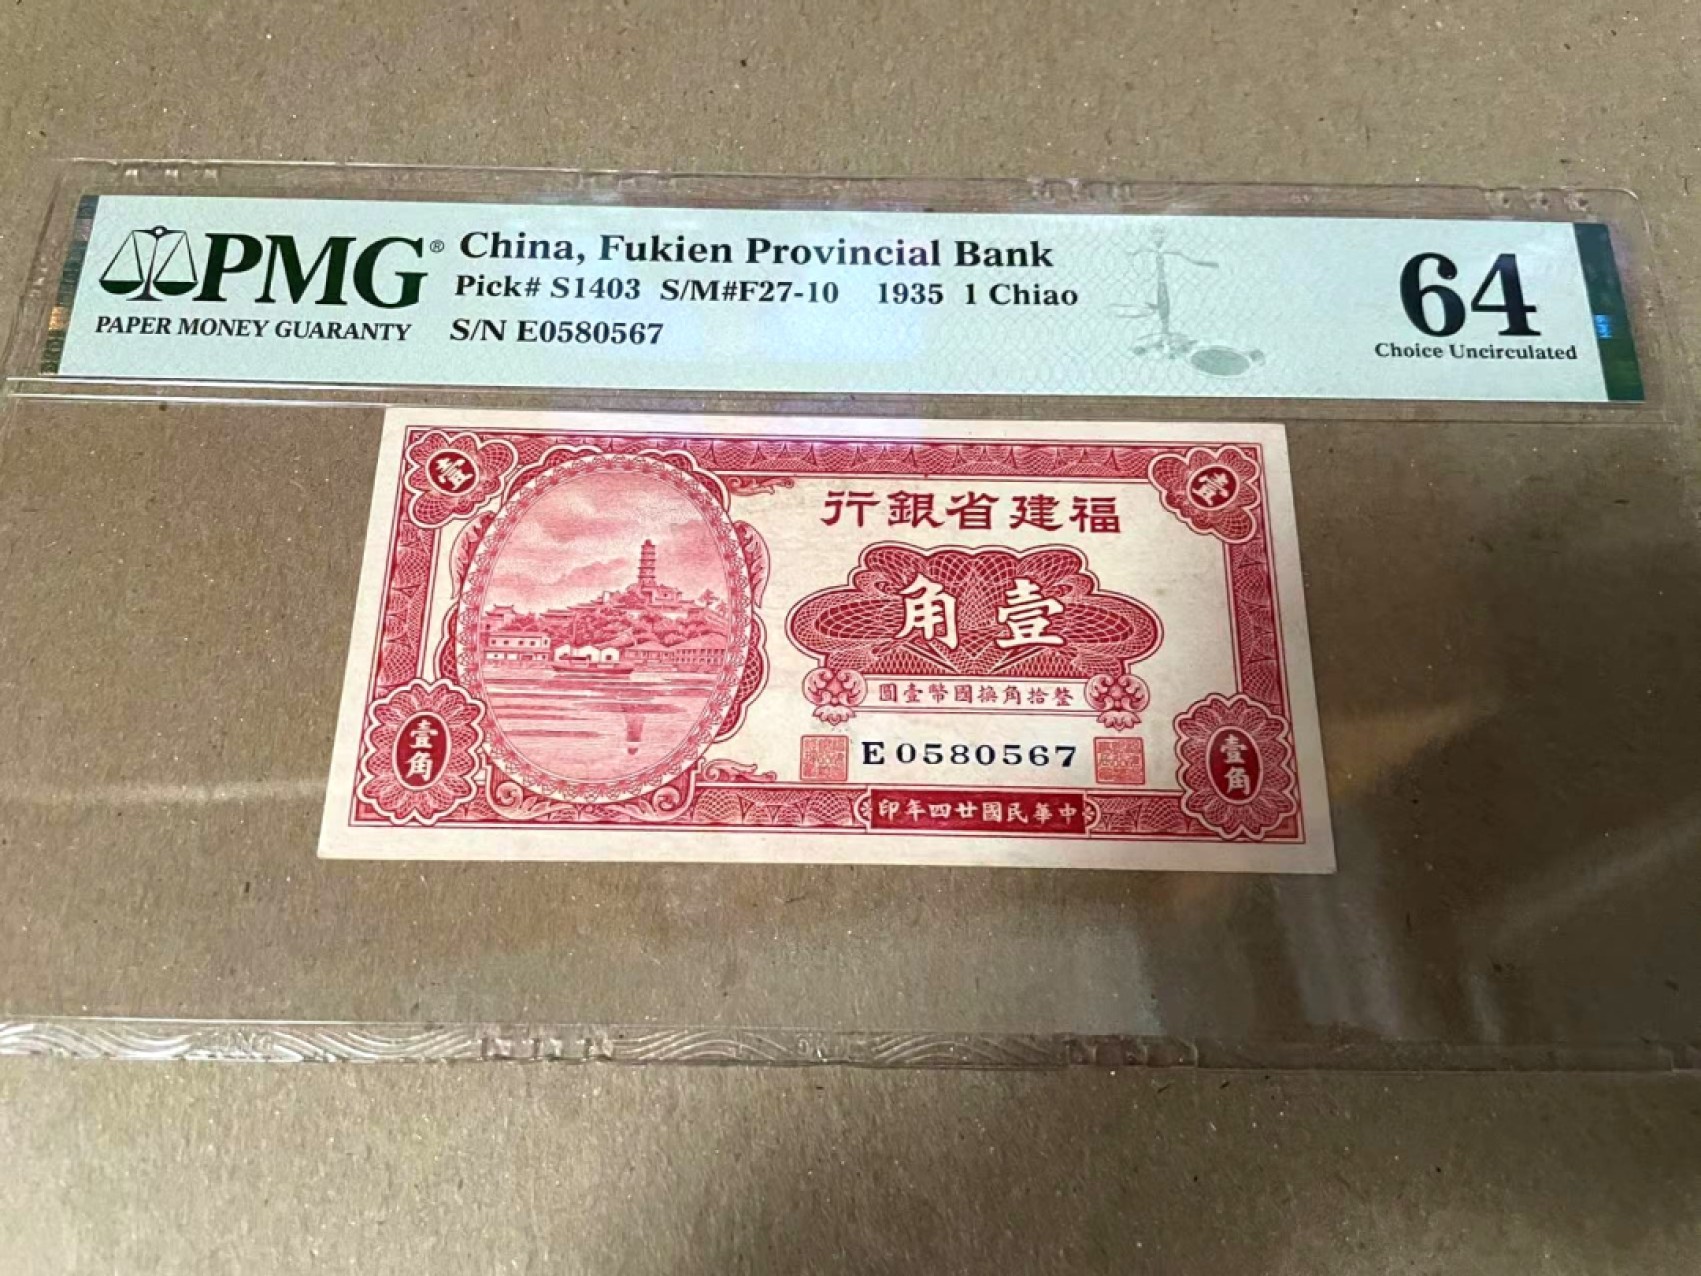 PMG®
PAPER MONEY GUARANTY
China, Fukien Provincial Bank
Pick# S1403 S/M#F27-10 1935 1 Chiao
S/N E0580567
64
Choice Uncirculated
壹
壹
行銀省建福
角壹
圓壹幣國換角拾整
E0580567
壹角
壹角
印年四廿國民華中